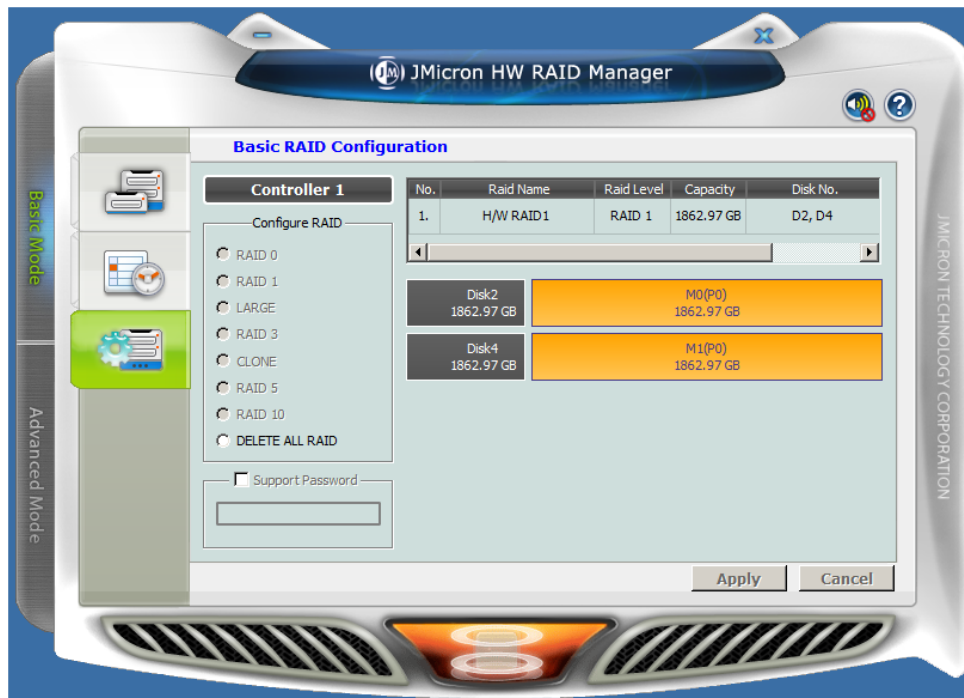 JM JMicron HW RAID Manager
Basic Mode
Advanced Mode
Basic RAID Configuration
Controller 1
Configure RAID
RAID 0
RAID 1
LARGE
RAID 3
CLONE
RAID 5
RAID 10
DELETE ALL RAID
Support Password
No. Raid Name Raid Level Capacity Disk No.
1. H/W RAID1 RAID 1 1862.97 GB D2, D4
Disk2
1862.97 GB
M0(P0)
1862.97 GB
Disk4
1862.97 GB
M1(P0)
1862.97 GB
Apply Cancel
JMICRON TECHNOLOGY CORPORATION